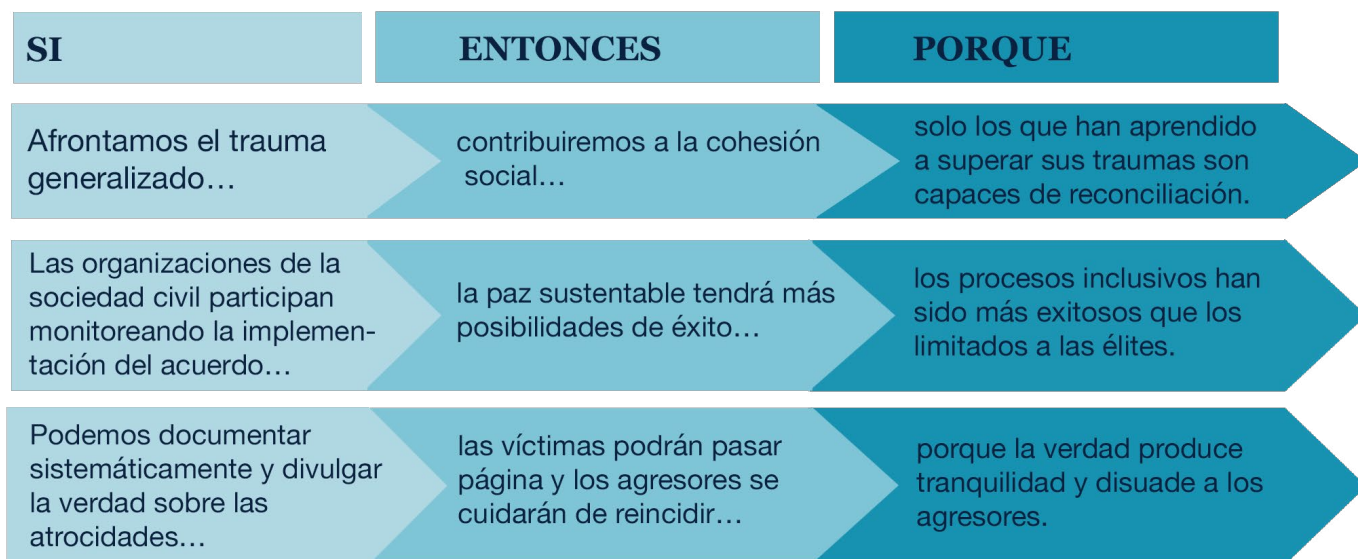 SI
ENTONCES
PORQUE
Afrontamos el trauma
generalizado…
contribuiremos a la cohesión
social…
solo los que han aprendido
a superar sus traumas son
capaces de reconciliación.
Las organizaciones de la
sociedad civil participan
monitoreando la implemen-
tación del acuerdo…
la paz sustentable tendrá más
posibilidades de éxito…
los procesos inclusivos han
sido más exitosos que los
limitados a las élites.
Podemos documentar
sistemáticamente y divulgar
la verdad sobre las
atrocidades…
las víctimas podrán pasar
página y los agresores se
cuidarán de reincidir…
porque la verdad produce
tranquilidad y disuade a los
agresores.